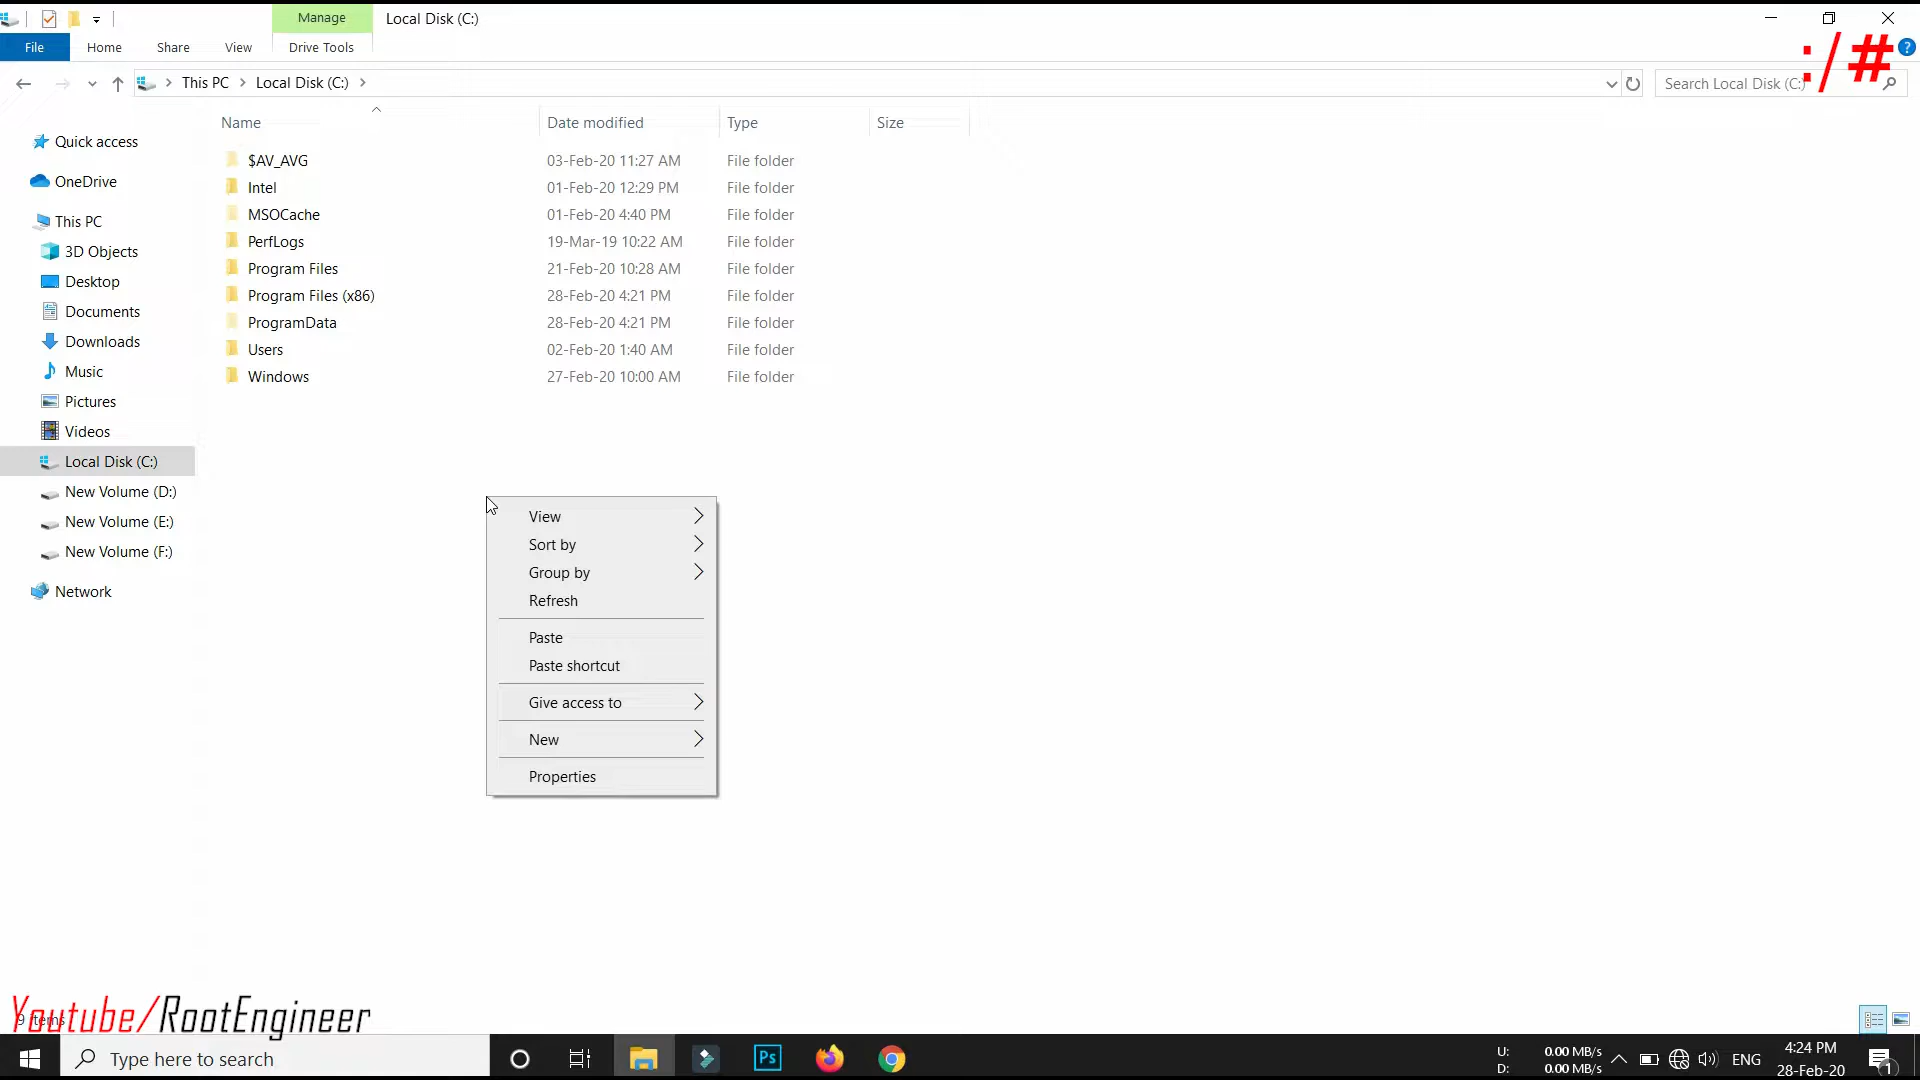 Manage
Local Disk (C:)
File
Home
Share
View
Drive Tools
:/#
?
This PC
Local Disk (C:)
Search Local Disk (C:)
Name
Date modified
Type
Size
Quick access
OneDrive
This PC
3D Objects
Desktop
Documents
Downloads
Music
Pictures
Videos
Local Disk (C:)
New Volume (D:)
New Volume (E:)
New Volume (F:)
Network
$AV_AVG 03-Feb-20 11:27 AM File folder
Intel 01-Feb-20 12:29 PM File folder
MSOCache 01-Feb-20 4:40 PM File folder
PerfLogs 19-Mar-19 10:22 AM File folder
Program Files 21-Feb-20 10:28 AM File folder
Program Files (x86) 28-Feb-20 4:21 PM File folder
ProgramData 28-Feb-20 4:21 PM File folder
Users 02-Feb-20 1:40 AM File folder
Windows 27-Feb-20 10:00 AM File folder
View
Sort by
Group by
Refresh
Paste
Paste shortcut
Give access to
New
Properties
9 items
Youtube/RootEngineer
Type here to search
Ps
U: 0.00 MB/s
D: 0.00 MB/s
ENG
4:24 PM
28-Feb-20
1